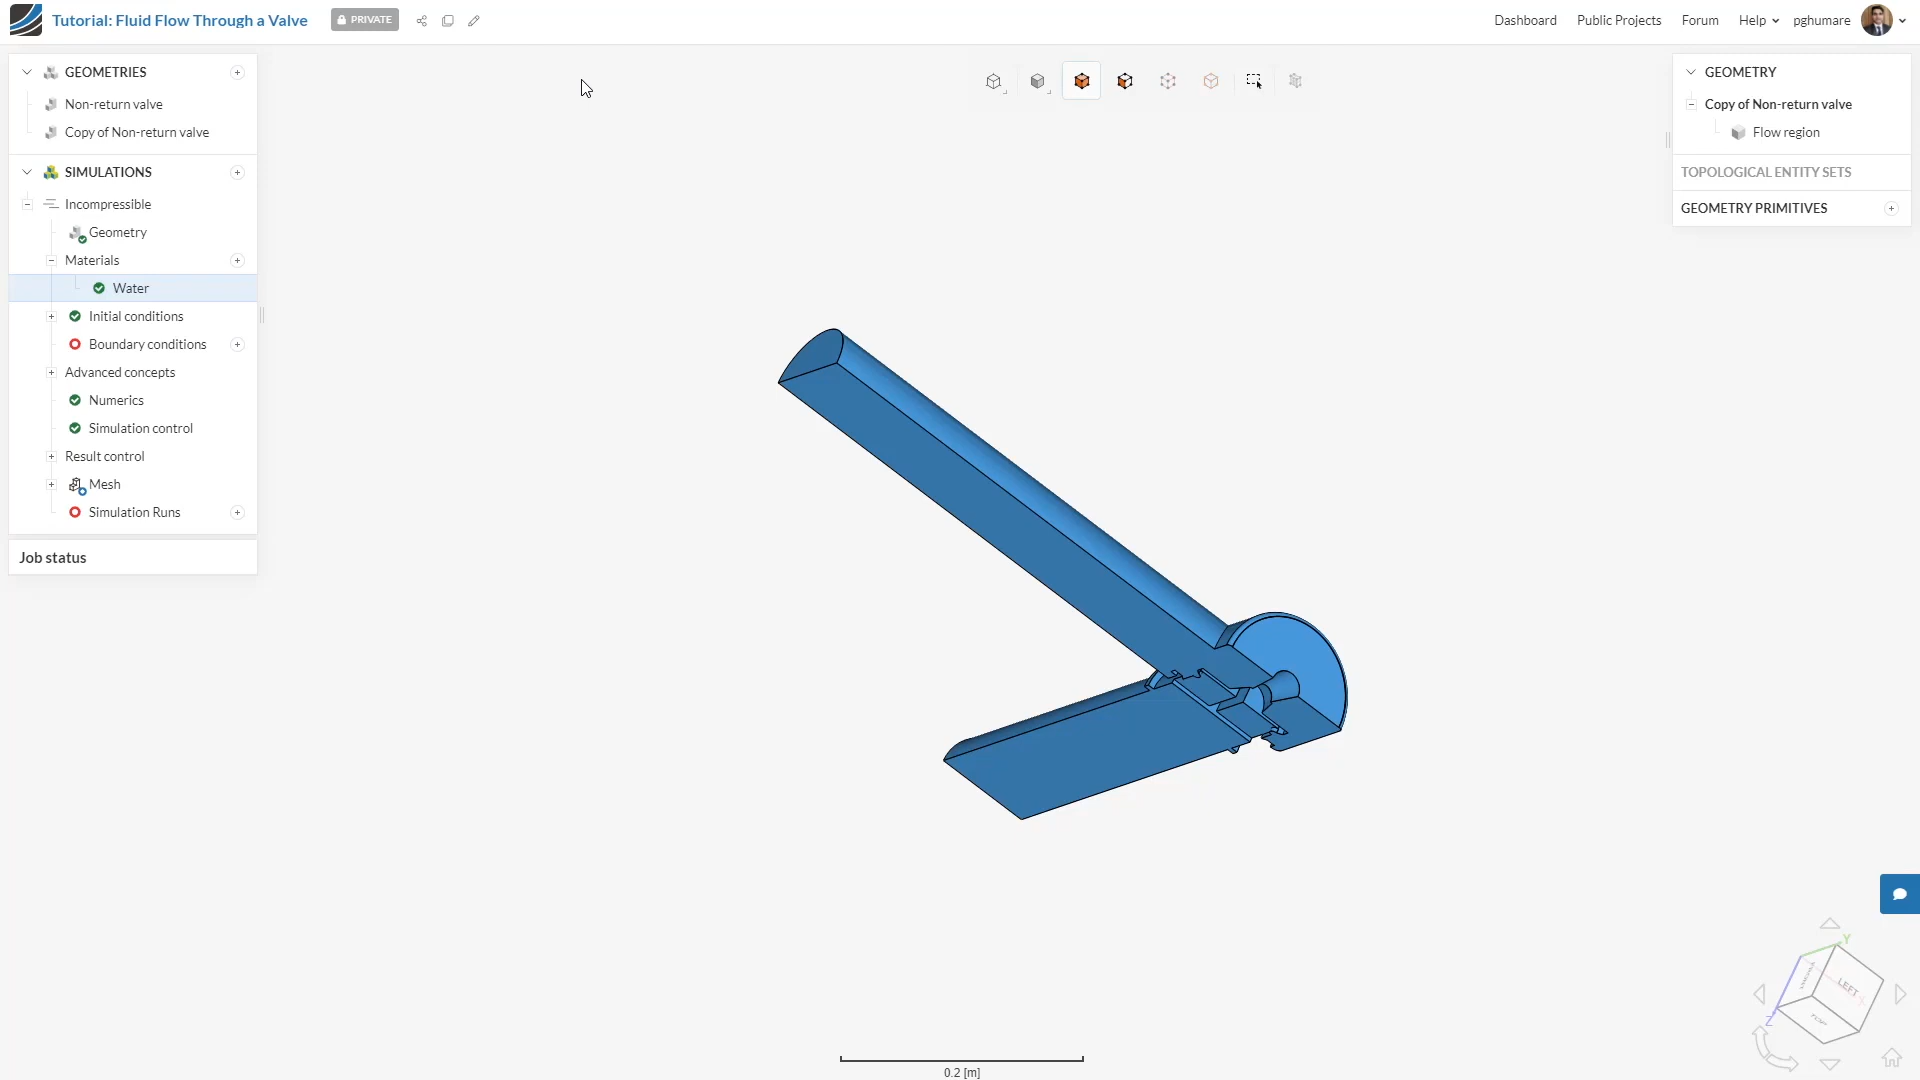 Tutorial: Fluid Flow Through a Valve
PRIVATE
Dashboard
Public Projects
Forum
Help
pghumare
GEOMETRIES
Non-return valve
Copy of Non-return valve
SIMULATIONS
Incompressible
Geometry
Materials
Water
Initial conditions
Boundary conditions
Advanced concepts
Numerics
Simulation control
Result control
Mesh
Simulation Runs
Job status
GEOMETRY
Copy of Non-return valve
Flow region
TOPOLOGICAL ENTITY SETS
GEOMETRY PRIMITIVES
Y
LEFT
TOP
Z
0.2 [m]